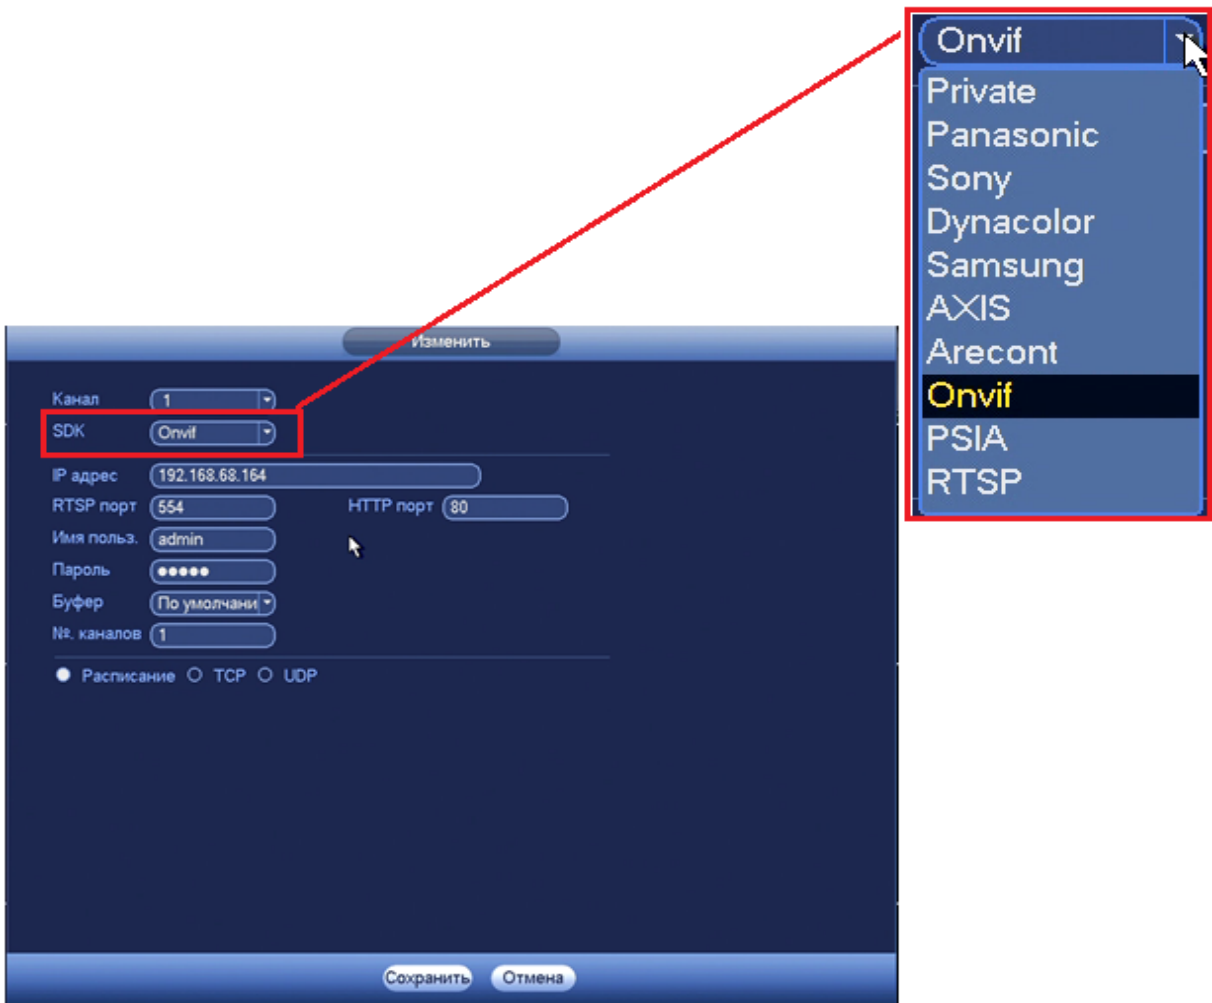 Onvif
Private
Panasonic
Sony
Dynacolor
Samsung
AXIS
Arecont
Onvif
PSIA
RTSP
Изменить
Канал 1
SDK Onvif
IP адрес 192.168.68.164
RTSP порт 554 HTTP порт 80
Имя польз. admin
Пароль •••••
Буфер По умолчани
№. каналов 1
Расписание TCP UDP
Сохранить Отмена